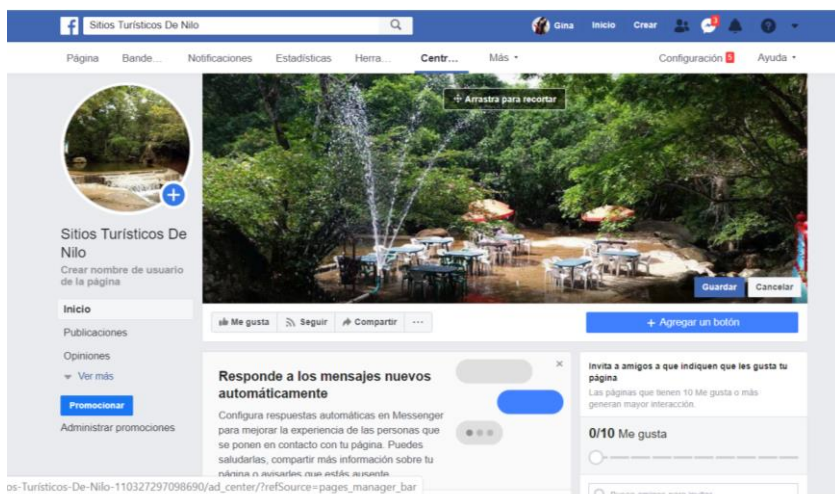 Sitios Turísticos De Nilo
Gina Inicio Crear 3
Página Bande... Notificaciones Estadísticas Herra... Centr... Más Configuración 5 Ayuda
Arrastra para recortar
Sitios Turísticos De
Nilo
Crear nombre de usuario
de la página
Guardar Cancelar
Inicio
Publicaciones
Opiniones
Ver más
Promocionar
Administrar promociones
Me gusta Seguir Compartir ...
+ Agregar un botón
Responde a los mensajes nuevos
automáticamente
Configura respuestas automáticas en Messenger
para mejorar la experiencia de las personas que
se ponen en contacto con tu página. Puedes
saludarlas, compartir más información sobre tu
página o avisarles que estás ausente.
Invita a amigos a que indiquen que les gusta tu
página
Las páginas que tienen 10 Me gusta o más
generan mayor interacción.
0/10 Me gusta
os-Turísticos-De-Nilo-110327297098690/ad_center/?refSource=pages_manager_bar